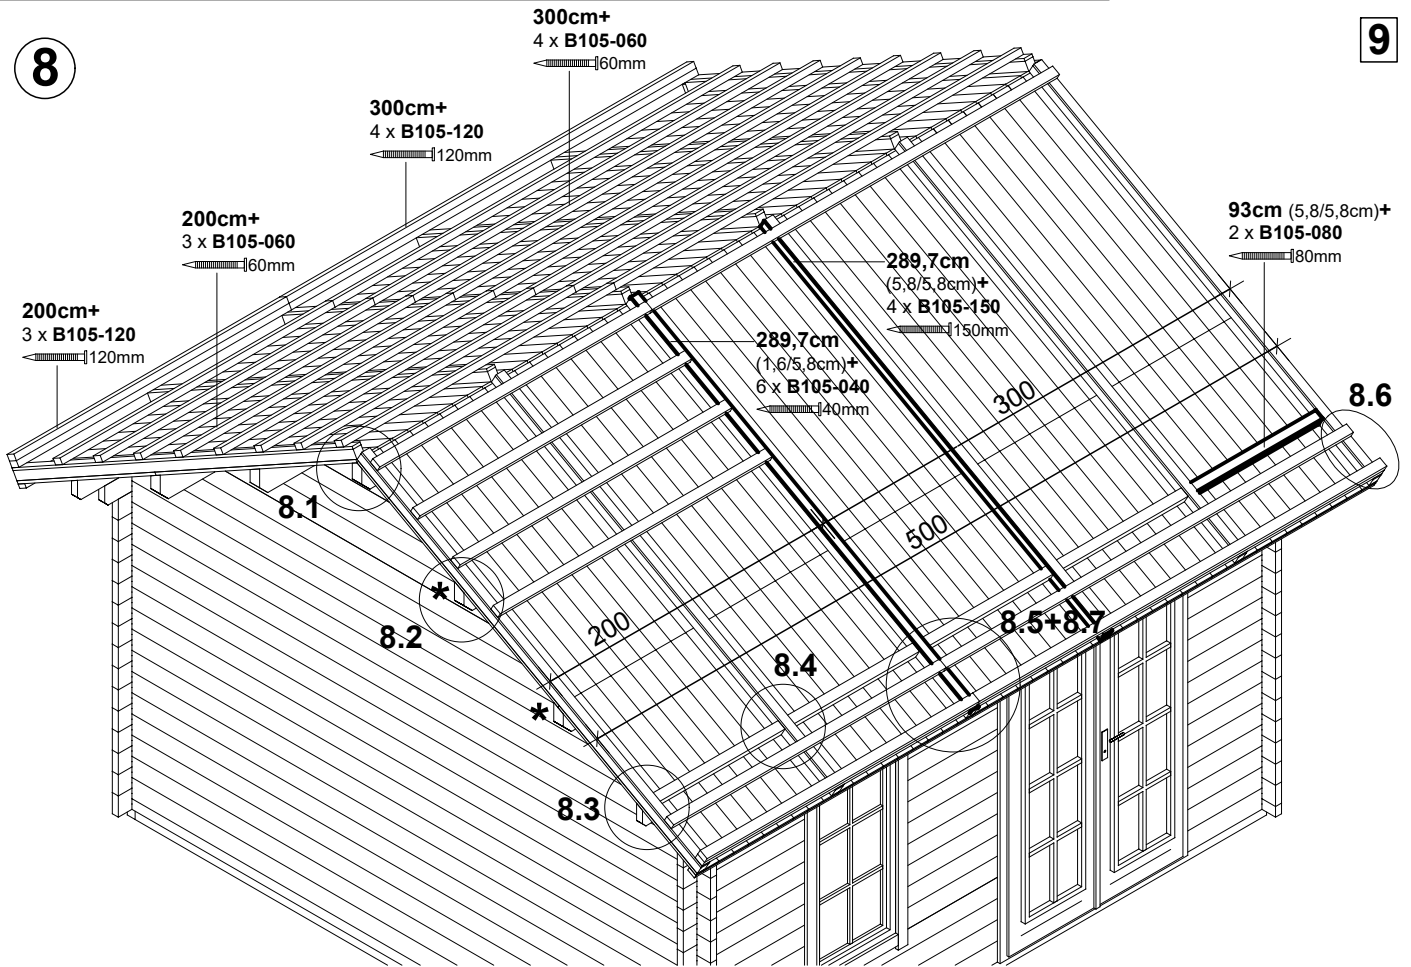 8
9
300cm+
4 x B105-060
60mm
300cm+
4 x B105-120
120mm
200cm+
3 x B105-060
60mm
200cm+
3 x B105-120
120mm
93cm (5,8/5,8cm)+
2 x B105-080
80mm
289,7cm
(5,8/5,8cm)+
4 x B105-150
150mm
289,7cm
(1,6/5,8cm)+
6 x B105-040
40mm
300
8.6
8.1
500
*
8.2
200
8.5+8.7
8.4
*
8.3